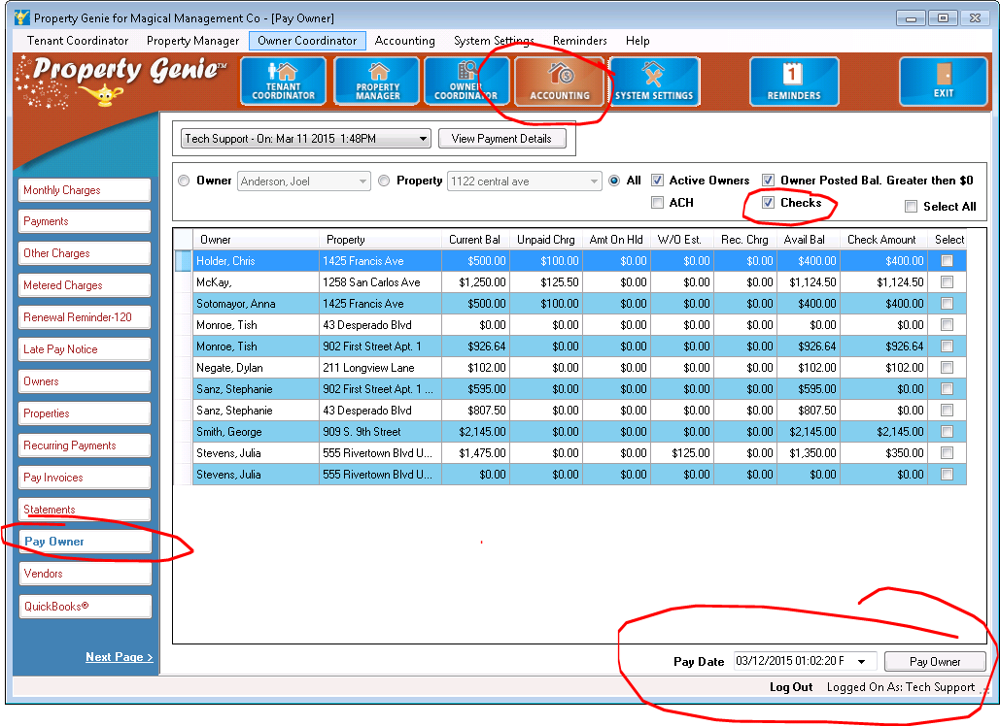 Property Genie for Magical Management Co - [Pay Owner]
Tenant Coordinator Property Manager Owner Coordinator Accounting System Settings Reminders Help
Property Genie™
TENANT COORDINATOR
PROPERTY MANAGER
OWNER COORDINATOR
ACCOUNTING
SYSTEM SETTINGS
1
REMINDERS
EXIT
Tech Support - On: Mar 11 2015 1:48PM View Payment Details
Owner Anderson, Joel Property 1122 central ave All Active Owners Owner Posted Bal. Greater then $0
ACH Checks Select All
Monthly Charges
Payments
Other Charges
Metered Charges
Renewal Reminder-120
Late Pay Notice
Owners
Properties
Recurring Payments
Pay Invoices
Statements
Pay Owner
Vendors
QuickBooks®
Next Page >
Owner Property Current Bal Unpaid Chrg Amt On Hld W/O Est. Rec. Chrg Avail Bal Check Amount Select
Holder, Chris 1425 Francis Ave $500.00 $100.00 $0.00 $0.00 $0.00 $400.00 $400.00
McKay, 1258 San Carlos Ave $1,250.00 $125.50 $0.00 $0.00 $0.00 $1,124.50 $1,124.50
Sotomayor, Anna 1425 Francis Ave $500.00 $100.00 $0.00 $0.00 $0.00 $400.00 $400.00
Monroe, Tish 43 Desperado Blvd $0.00 $0.00 $0.00 $0.00 $0.00 $0.00 $0.00
Monroe, Tish 902 First Street Apt. 1 $926.64 $0.00 $0.00 $0.00 $0.00 $926.64 $926.64
Negate, Dylan 211 Longview Lane $102.00 $0.00 $0.00 $0.00 $0.00 $102.00 $102.00
Sanz, Stephanie 902 First Street Apt. 1 ... $595.00 $0.00 $0.00 $0.00 $0.00 $595.00 $0.00
Sanz, Stephanie 43 Desperado Blvd $807.50 $0.00 $0.00 $0.00 $0.00 $807.50 $0.00
Smith, George 909 S. 9th Street $2,145.00 $0.00 $0.00 $0.00 $0.00 $2,145.00 $2,145.00
Stevens, Julia 555 Rivertown Blvd U... $1,475.00 $0.00 $0.00 $125.00 $0.00 $1,350.00 $350.00
Stevens, Julia 555 Rivertown Blvd U... $0.00 $0.00 $0.00 $0.00 $0.00 $0.00 $0.00
Pay Date 03/12/2015 01:02:20 F Pay Owner
Log Out Logged On As: Tech Support